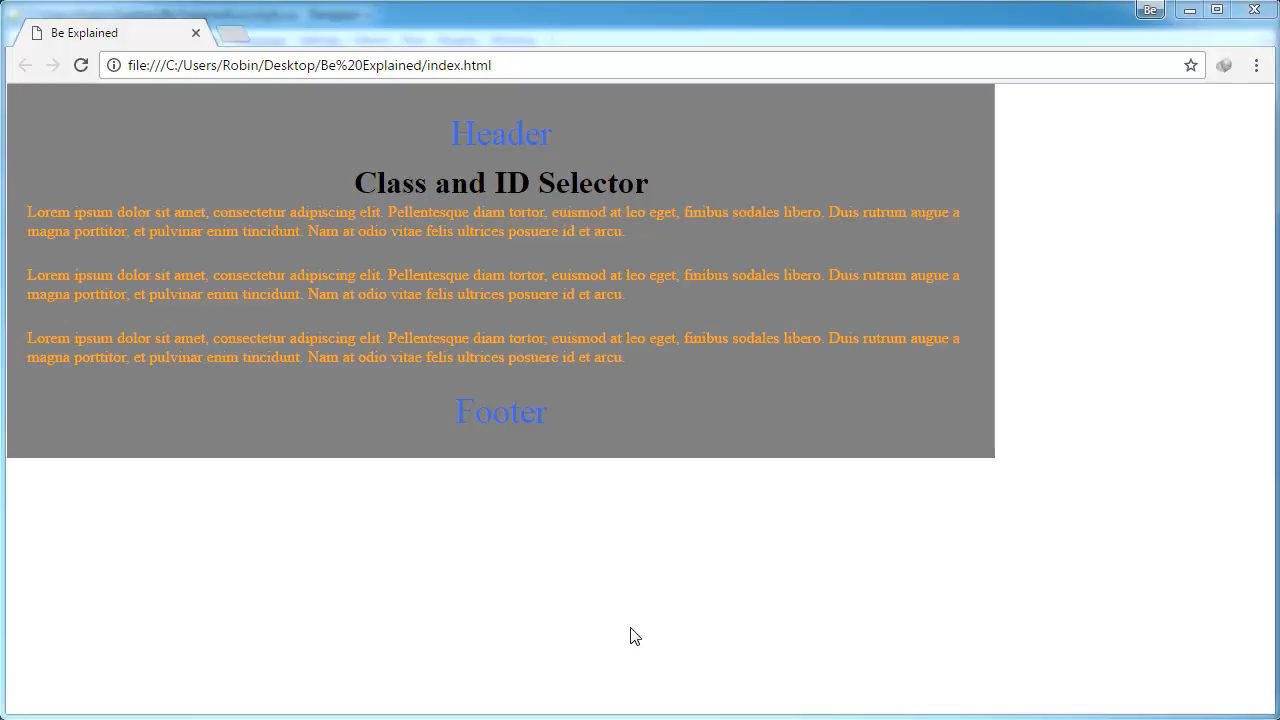 Be
Be Explained
file:///C:/Users/Robin/Desktop/Be%20Explained/index.html
Header
Class and ID Selector
Lorem ipsum dolor sit amet, consectetur adipiscing elit. Pellentesque diam tortor, euismod at leo eget, finibus sodales libero. Duis rutrum augue a
magna porttitor, et pulvinar enim tincidunt. Nam at odio vitae felis ultrices posuere id et arcu.
Lorem ipsum dolor sit amet, consectetur adipiscing elit. Pellentesque diam tortor, euismod at leo eget, finibus sodales libero. Duis rutrum augue a
magna porttitor, et pulvinar enim tincidunt. Nam at odio vitae felis ultrices posuere id et arcu.
Lorem ipsum dolor sit amet, consectetur adipiscing elit. Pellentesque diam tortor, euismod at leo eget, finibus sodales libero. Duis rutrum augue a
magna porttitor, et pulvinar enim tincidunt. Nam at odio vitae felis ultrices posuere id et arcu.
Footer